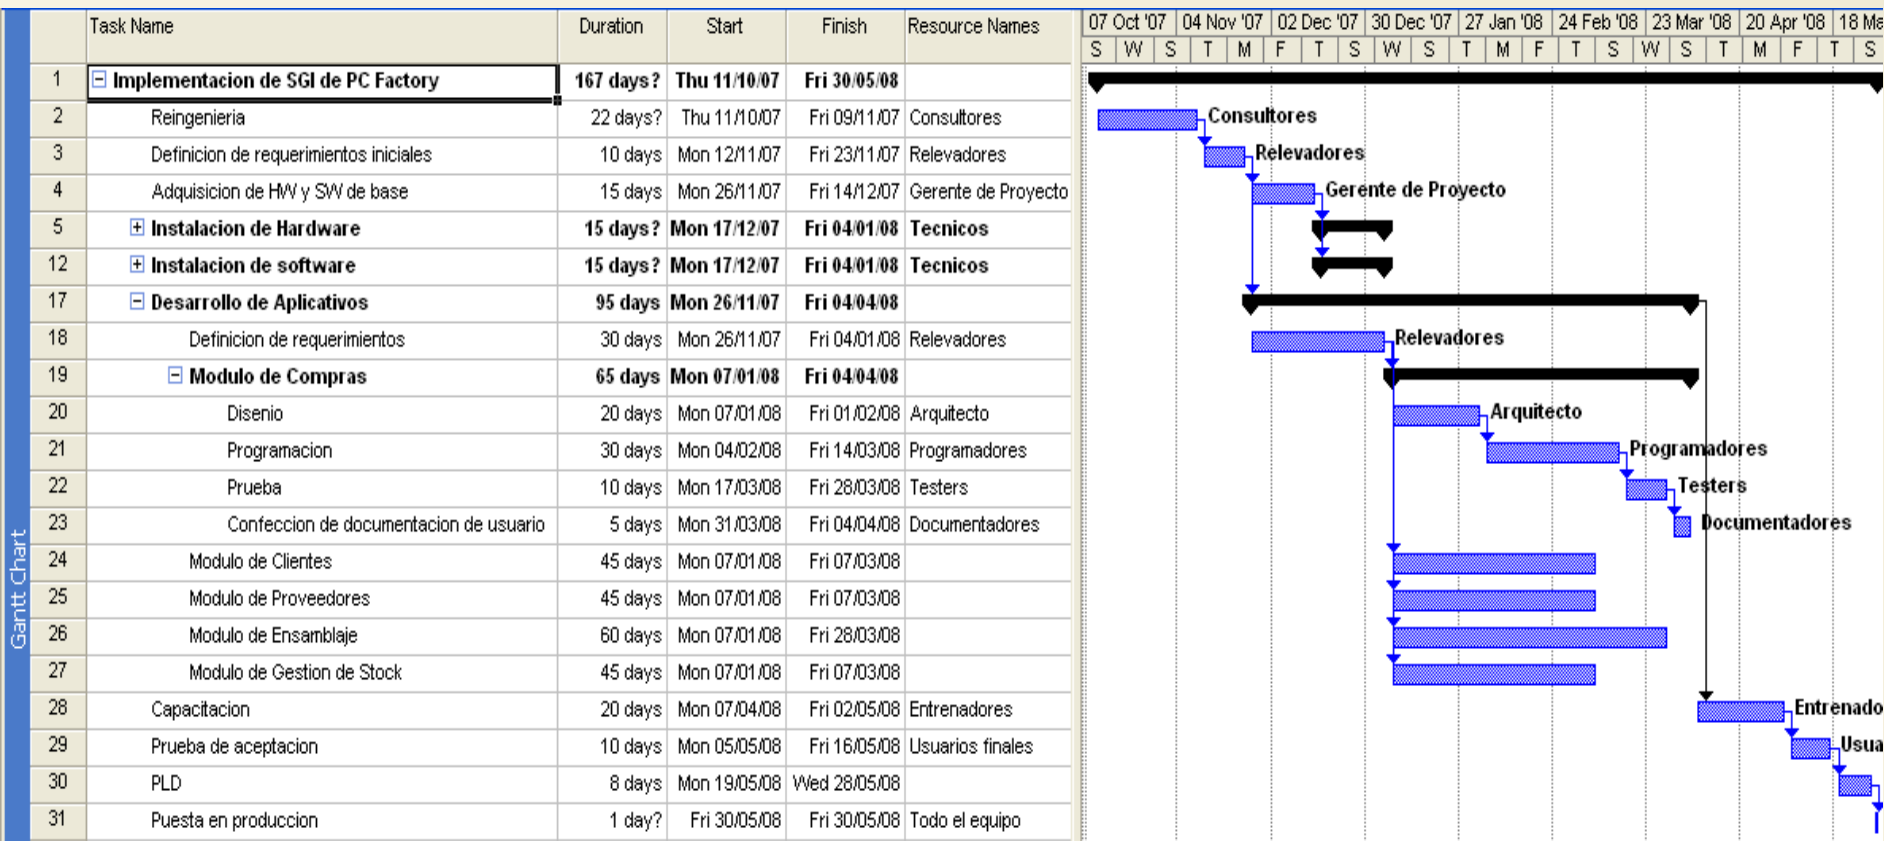 Task Name Duration Start Finish Resource Names 07 Oct '07 04 Nov '07 02 Dec '07 30 Dec '07 27 Jan '08 24 Feb '08 23 Mar '08 20 Apr '08 18 Ma
S W S T M F T S W S T M F T S W S T M F T S
1 Implementacion de SGI de PC Factory 167 days? Thu 11/10/07 Fri 30/05/08
2 Reingenieria 22 days? Thu 11/10/07 Fri 09/11/07 Consultores Consultores
3 Definicion de requerimientos iniciales 10 days Mon 12/11/07 Fri 23/11/07 Relevadores Relevadores
4 Adquisicion de HW y SW de base 15 days Mon 26/11/07 Fri 14/12/07 Gerente de Proyecto Gerente de Proyecto
5 Instalacion de Hardware 15 days? Mon 17/12/07 Fri 04/01/08 Tecnicos
12 Instalacion de software 15 days? Mon 17/12/07 Fri 04/01/08 Tecnicos
17 Desarrollo de Aplicativos 95 days Mon 26/11/07 Fri 04/04/08
18 Definicion de requerimientos 30 days Mon 26/11/07 Fri 04/01/08 Relevadores Relevadores
19 Modulo de Compras 65 days Mon 07/01/08 Fri 04/04/08
20 Disenio 20 days Mon 07/01/08 Fri 01/02/08 Arquitecto Arquitecto
21 Programacion 30 days Mon 04/02/08 Fri 14/03/08 Programadores Programadores
22 Prueba 10 days Mon 17/03/08 Fri 28/03/08 Testers Testers
23 Confeccion de documentacion de usuario 5 days Mon 31/03/08 Fri 04/04/08 Documentadores Documentadores
24 Modulo de Clientes 45 days Mon 07/01/08 Fri 07/03/08
25 Modulo de Proveedores 45 days Mon 07/01/08 Fri 07/03/08
26 Modulo de Ensamblaje 60 days Mon 07/01/08 Fri 28/03/08
27 Modulo de Gestion de Stock 45 days Mon 07/01/08 Fri 07/03/08
28 Capacitacion 20 days Mon 07/04/08 Fri 02/05/08 Entrenadores Entrenado
29 Prueba de aceptacion 10 days Mon 05/05/08 Fri 16/05/08 Usuarios finales Usua
30 PLD 8 days Mon 19/05/08 Wed 28/05/08
31 Puesta en produccion 1 day? Fri 30/05/08 Fri 30/05/08 Todo el equipo
Gantt Chart